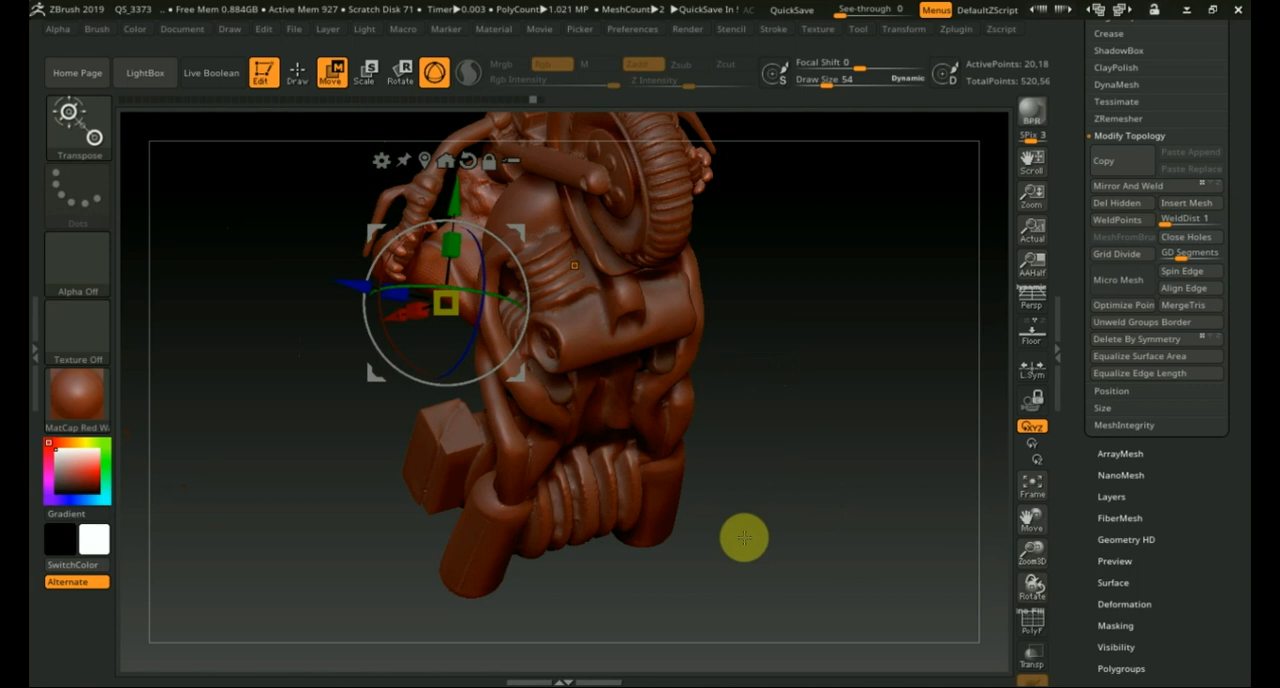 ZBrush 2019 QS_3373 .. • Free Mem 0.884GB • Active Mem 927 • Scratch Disk 71 • Timer▶0.003 • PolyCount▶1.021 MP • MeshCount▶2 ▶QuickSave In ! AC QuickSave See-through 0 Menus DefaultZScript
Alpha Brush Color Document Draw Edit File Layer Light Macro Marker Material Movie Picker Preferences Render Stencil Stroke Texture Tool Transform Zplugin Zscript
Home Page LightBox Live Boolean Edit Draw Move Scale Rotate
Mrgb Rgb Zadd Zsub Zcut
Rgb Intensity Z Intensity
S Focal Shift 0 D
Draw Size 54 Dynamic
ActivePoints: 20,18
TotalPoints: 520,56
Transpose
Dots
Alpha Off
Texture Off
MatCap Red W
Gradient
SwitchColor
Alternate
BPR
SPix 3
Scroll
Zoom
Actual
AAHalf
Dynamic
Persp
Floor
L.Sym
XYZ
Frame
Move
Zoom3D
Rotate
PolyF
Transp
Crease
ShadowBox
ClayPolish
DynaMesh
Tessimate
ZRemesher
Modify Topology
Copy Paste Append
Paste Replace
Mirror And Weld
Del Hidden Insert Mesh
WeldPoints WeldDist 1
MeshFromBru Close Holes
Grid Divide GD Segments
Micro Mesh Spin Edge
Align Edge
Optimize Poin MergeTris
Unweld Groups Border
Delete By Symmetry
Equalize Surface Area
Equalize Edge Length
Position
Size
MeshIntegrity
ArrayMesh
NanoMesh
Layers
FiberMesh
Geometry HD
Preview
Surface
Deformation
Masking
Visibility
Polygroups